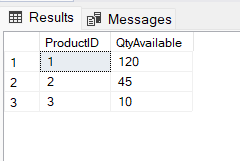 Results Messages
ProductID QtyAvailable
1 1 120
2 2 45
3 3 10